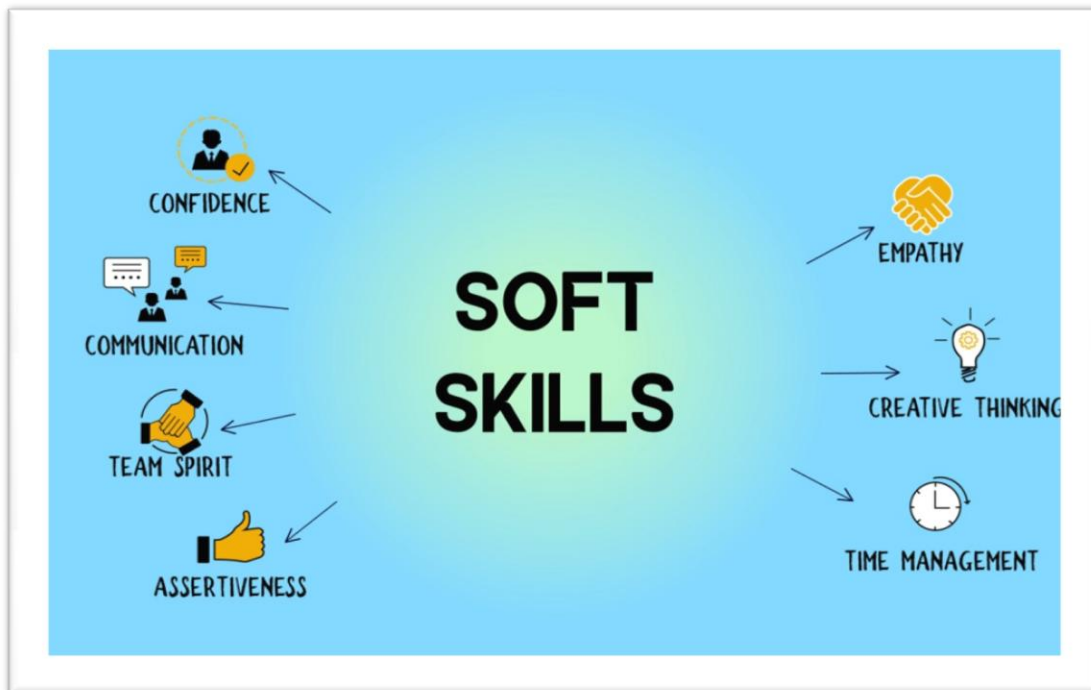 CONFIDENCE
COMMUNICATION
TEAM SPIRIT
ASSERTIVENESS
SOFT
SKILLS
EMPATHY
CREATIVE THINKING
TIME MANAGEMENT